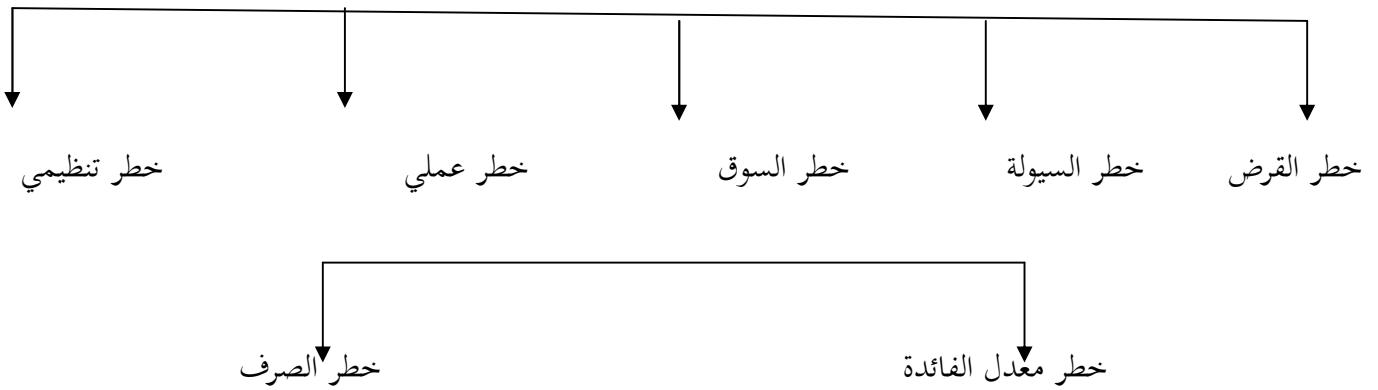 خطر القرض خطر السيولة خطر السوق خطر عملي خطر تنظيمي
خطر معدل الفائدة خطر الصرف